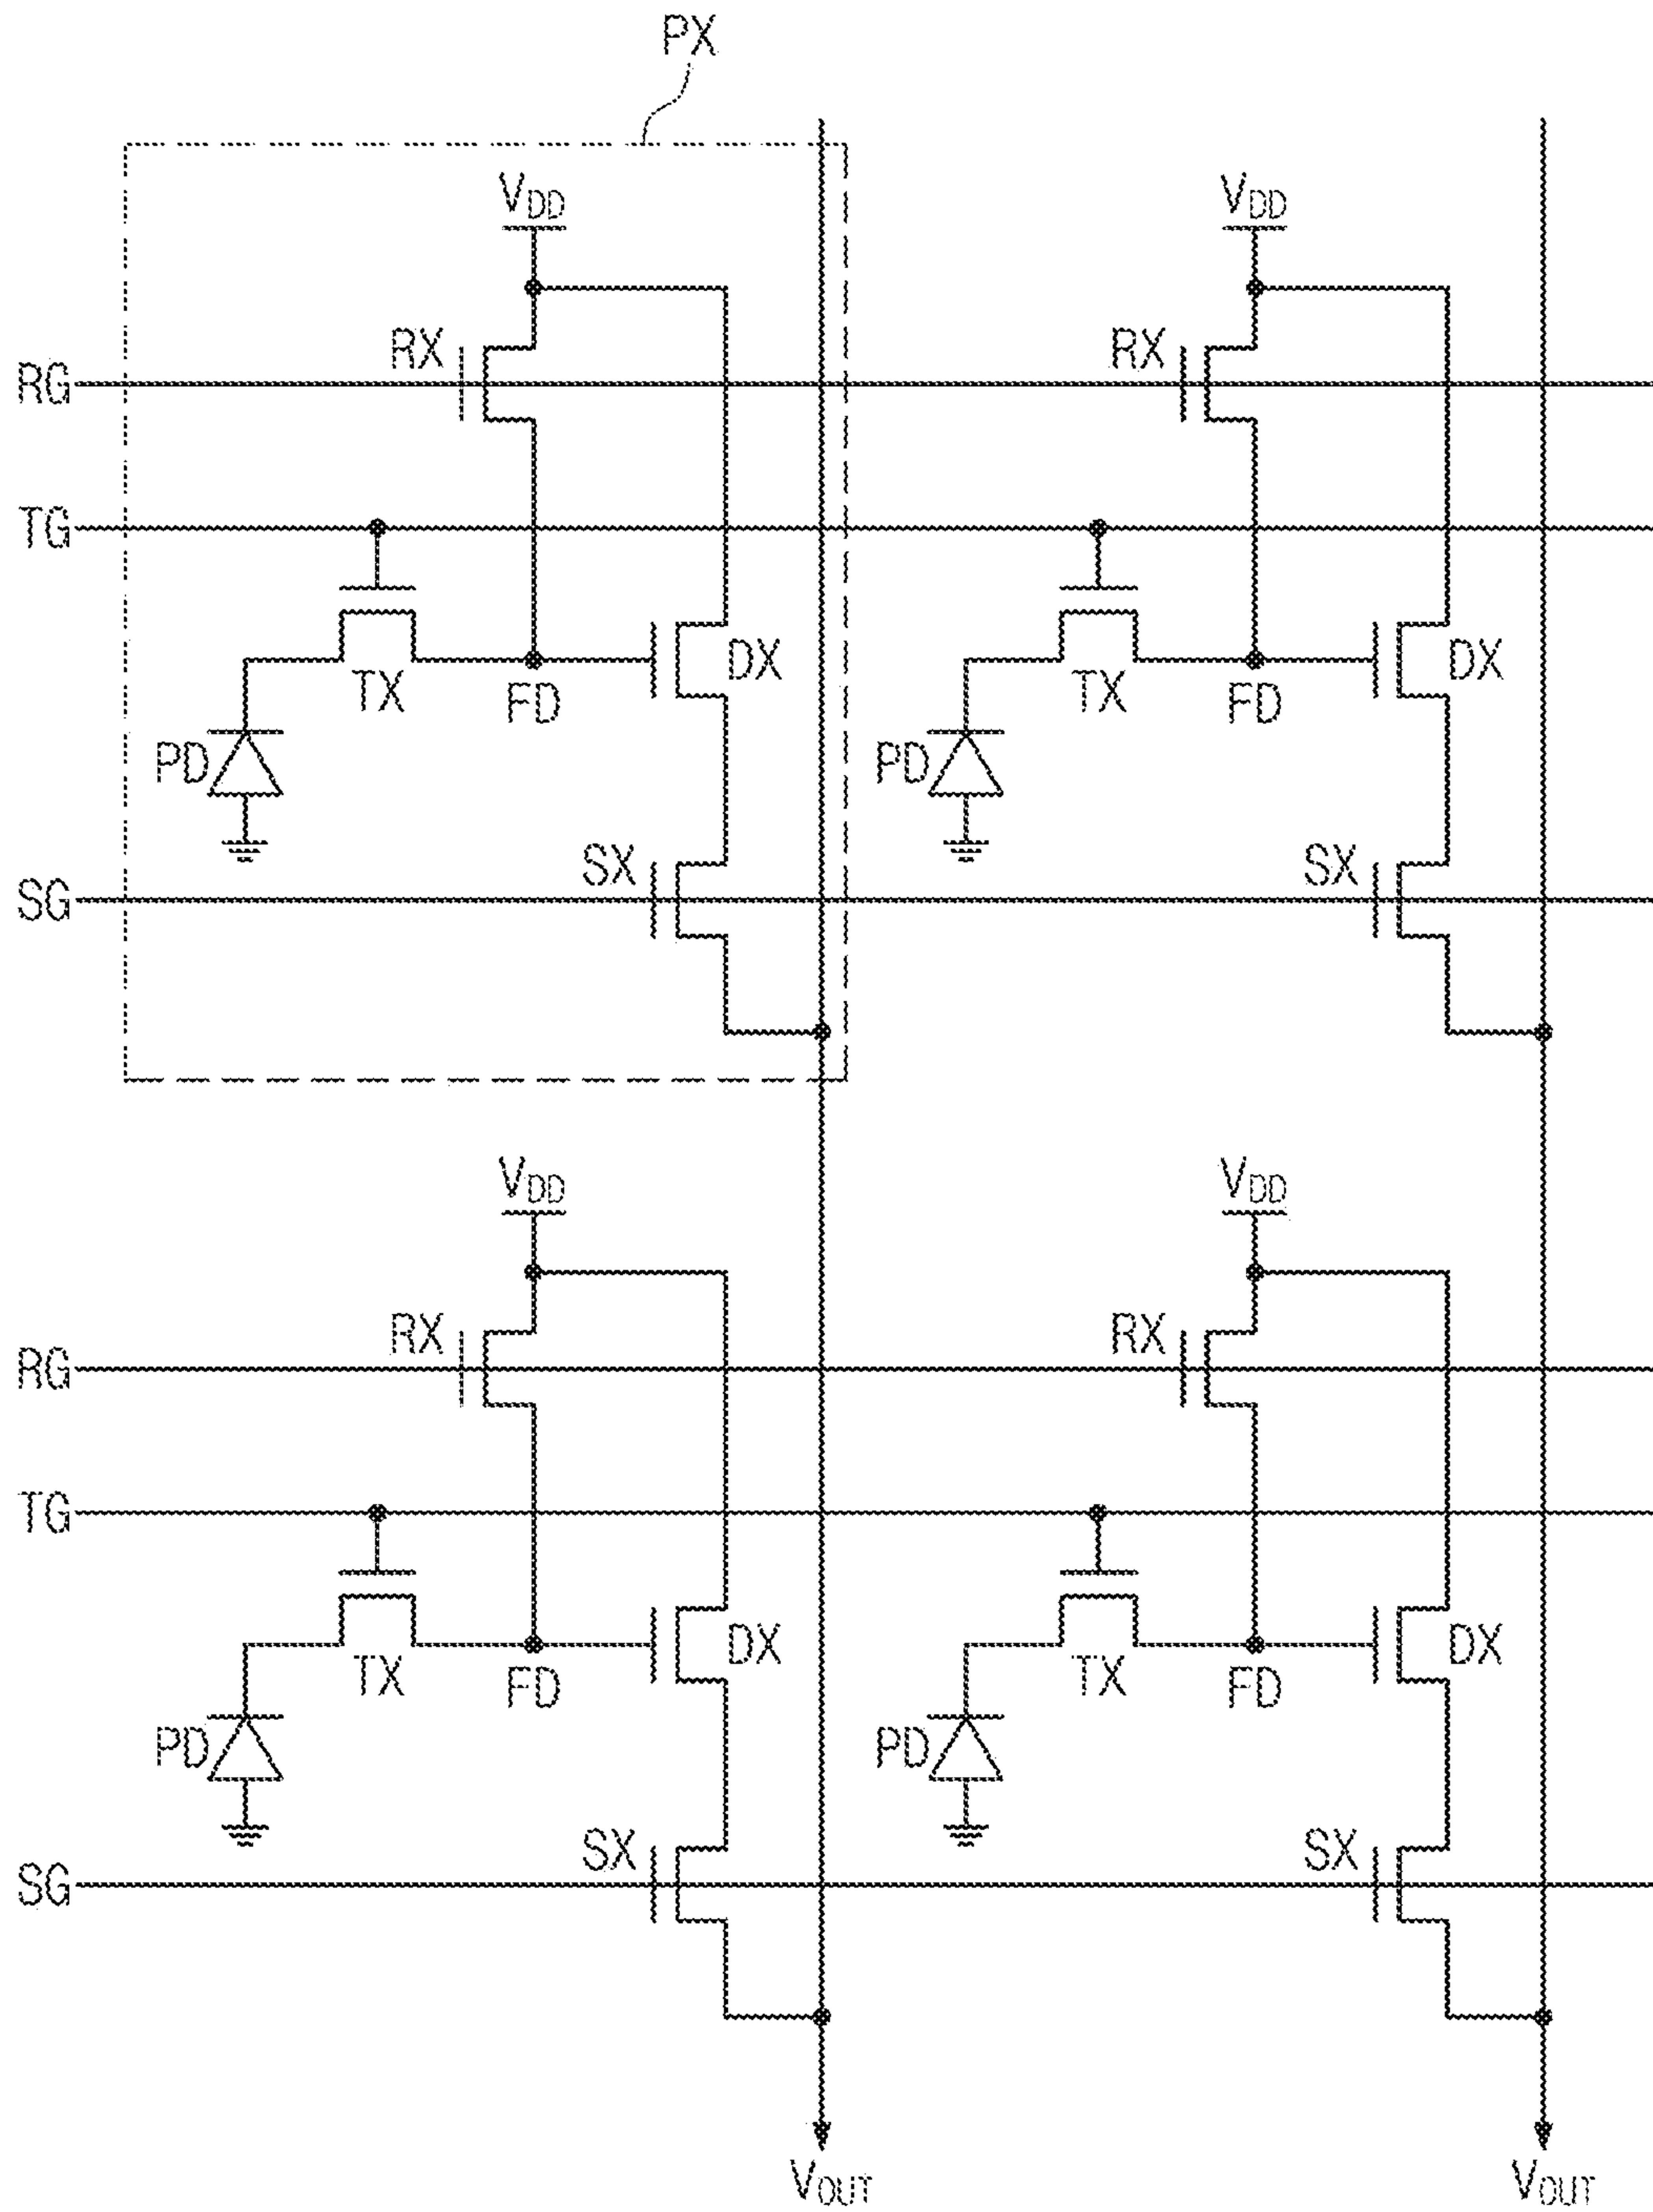 PX
VDD VDD
RX RX
RG
TG
DX DX
TX FD TX FD
PD PD
SX SX
SG
VDD VDD
RX RX
RG
TG
DX DX
TX FD TX FD
PD PD
SX SX
SG
VOUT VOUT